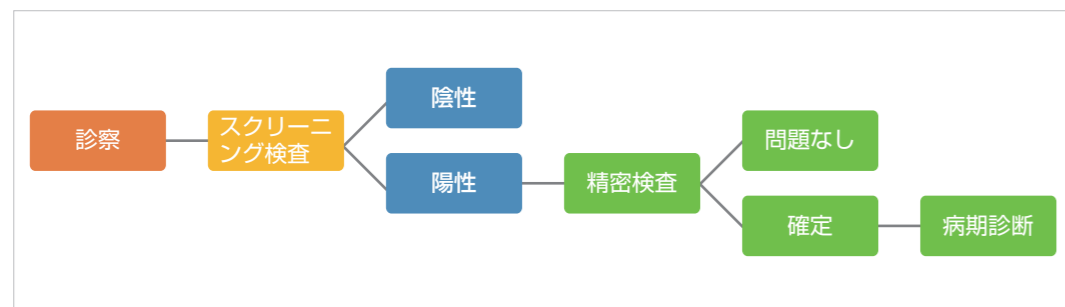 診察
スクリーニ
ング検査
陰性
陽性
精密検査
問題なし
確定
病期診断